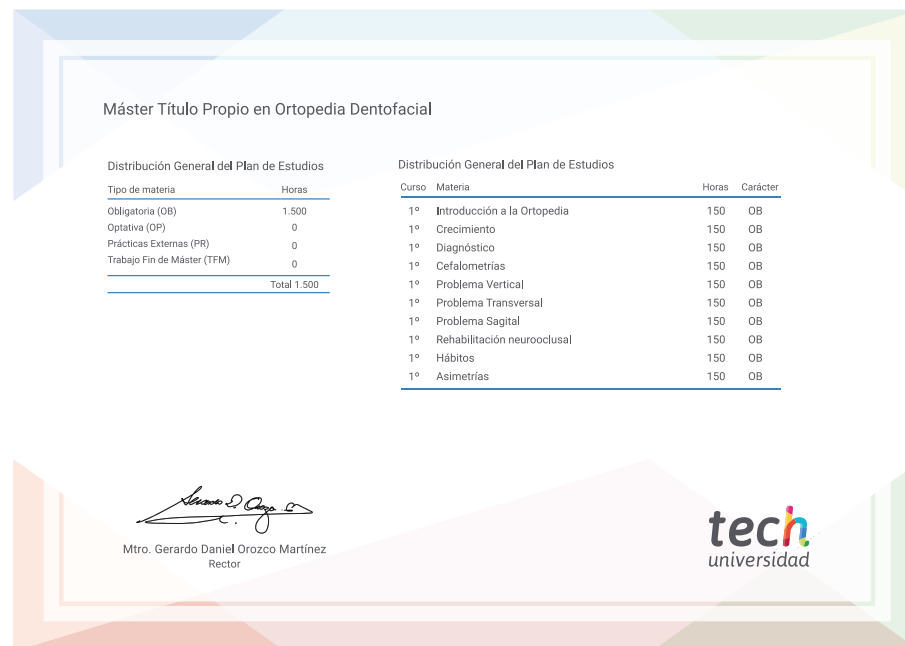 Máster Título Propio en Ortopedia Dentofacial
Distribución General del Plan de Estudios
Tipo de materia Horas
Obligatoria (OB) 1.500
Optativa (OP) 0
Prácticas Externas (PR) 0
Trabajo Fin de Máster (TFM) 0
Total 1.500
Distribución General del Plan de Estudios
Curso Materia Horas Carácter
1º Introducción a la Ortopedia 150 OB
1º Crecimiento 150 OB
1º Diagnóstico 150 OB
1º Cefalometrías 150 OB
1º Problema Vertical 150 OB
1º Problema Transversal 150 OB
1º Problema Sagital 150 OB
1º Rehabilitación neurooclusal 150 OB
1º Hábitos 150 OB
1º Asimetrías 150 OB
Mtro. Gerardo Daniel Orozco Martínez
Rector
tech
universidad